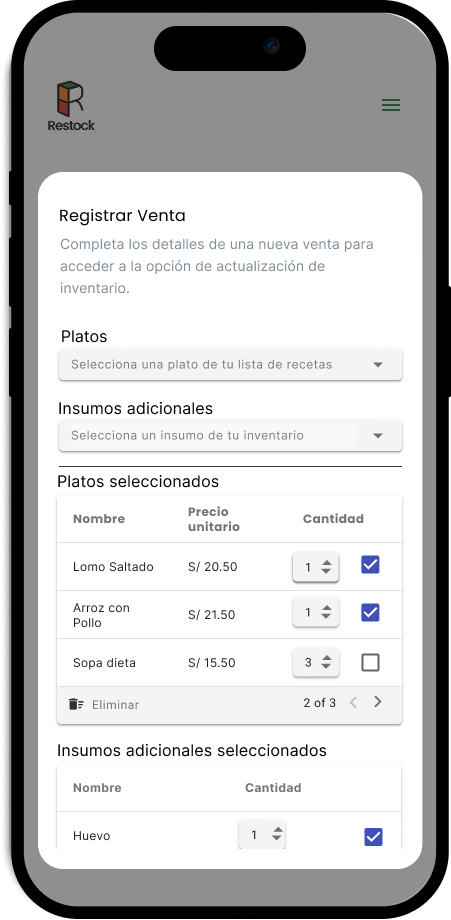 Restock
Registrar Venta
Completa los detalles de una nueva venta para
acceder a la opción de actualización de
inventario.
Platos
Selecciona una plato de tu lista de recetas
Insumos adicionales
Selecciona un insumo de tu inventario
Platos seleccionados
Nombre Precio unitario Cantidad
Lomo Saltado S/ 20.50 1
Arroz con Pollo S/ 21.50 1
Sopa dieta S/ 15.50 3
Eliminar 2 of 3
Insumos adicionales seleccionados
Nombre Cantidad
Huevo 1